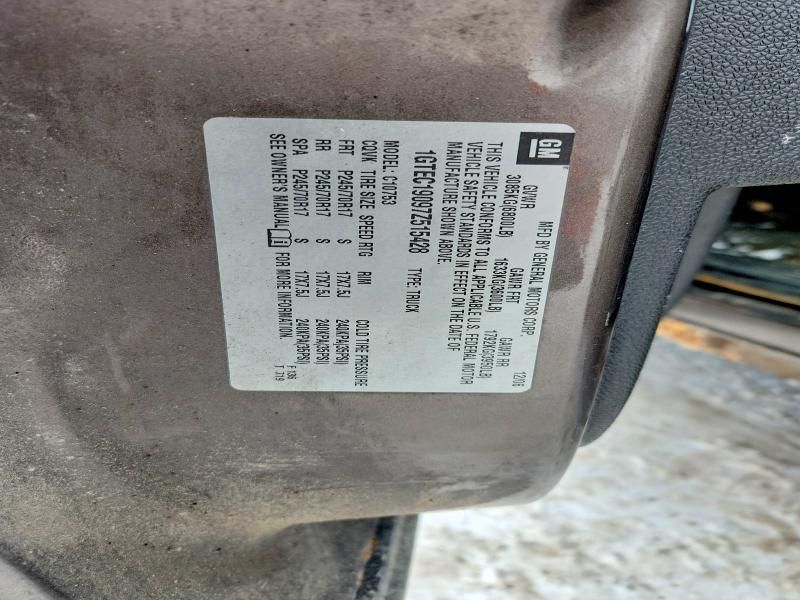 GM
MFD BY GENERAL MOTORS CORP. 12/06
GVWR GAWR FRT GAWR RR
3085KG(6800LB) 1633KG(3600LB) 1792KG(3950LB)
THIS VEHICLE CONFORMS TO ALL APPLICABLE U.S. FEDERAL MOTOR
VEHICLE SAFETY STANDARDS IN EFFECT ON THE DATE OF
MANUFACTURE SHOWN ABOVE.
1GTEC19097Z515428 TYPE: TRUCK
MODEL: C10753
CQVK TIRE SIZE SPEED RTG RIM COLD TIRE PRESSURE
FRT P245/70R17 S 17X7.5J 240KPA(35PSI)
RR P245/70R17 S 17X7.5J 240KPA(35PSI)
SPA P245/70R17 S 17X7.5J 240KPA(35PSI)
SEE OWNER'S MANUAL FOR MORE INFORMATION.
F 136
T 719